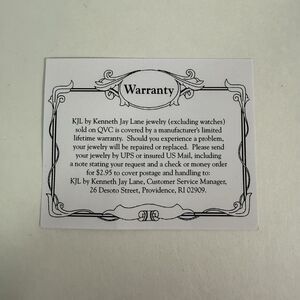 Warranty
KJL by Kenneth Jay Lane jewelry (excluding watches)
sold on QVC is covered by a manufacturer's limited
lifetime warranty. Should you experience a problem,
your jewelry will be repaired or replaced. Please send
your jewelry by UPS or insured US Mail, including
a note stating your request and a check or money order
for $2.95 to cover postage and handling to:
KJL by Kenneth Jay Lane, Customer Service Manager,
26 Desoto Street, Providence, RI 02909.